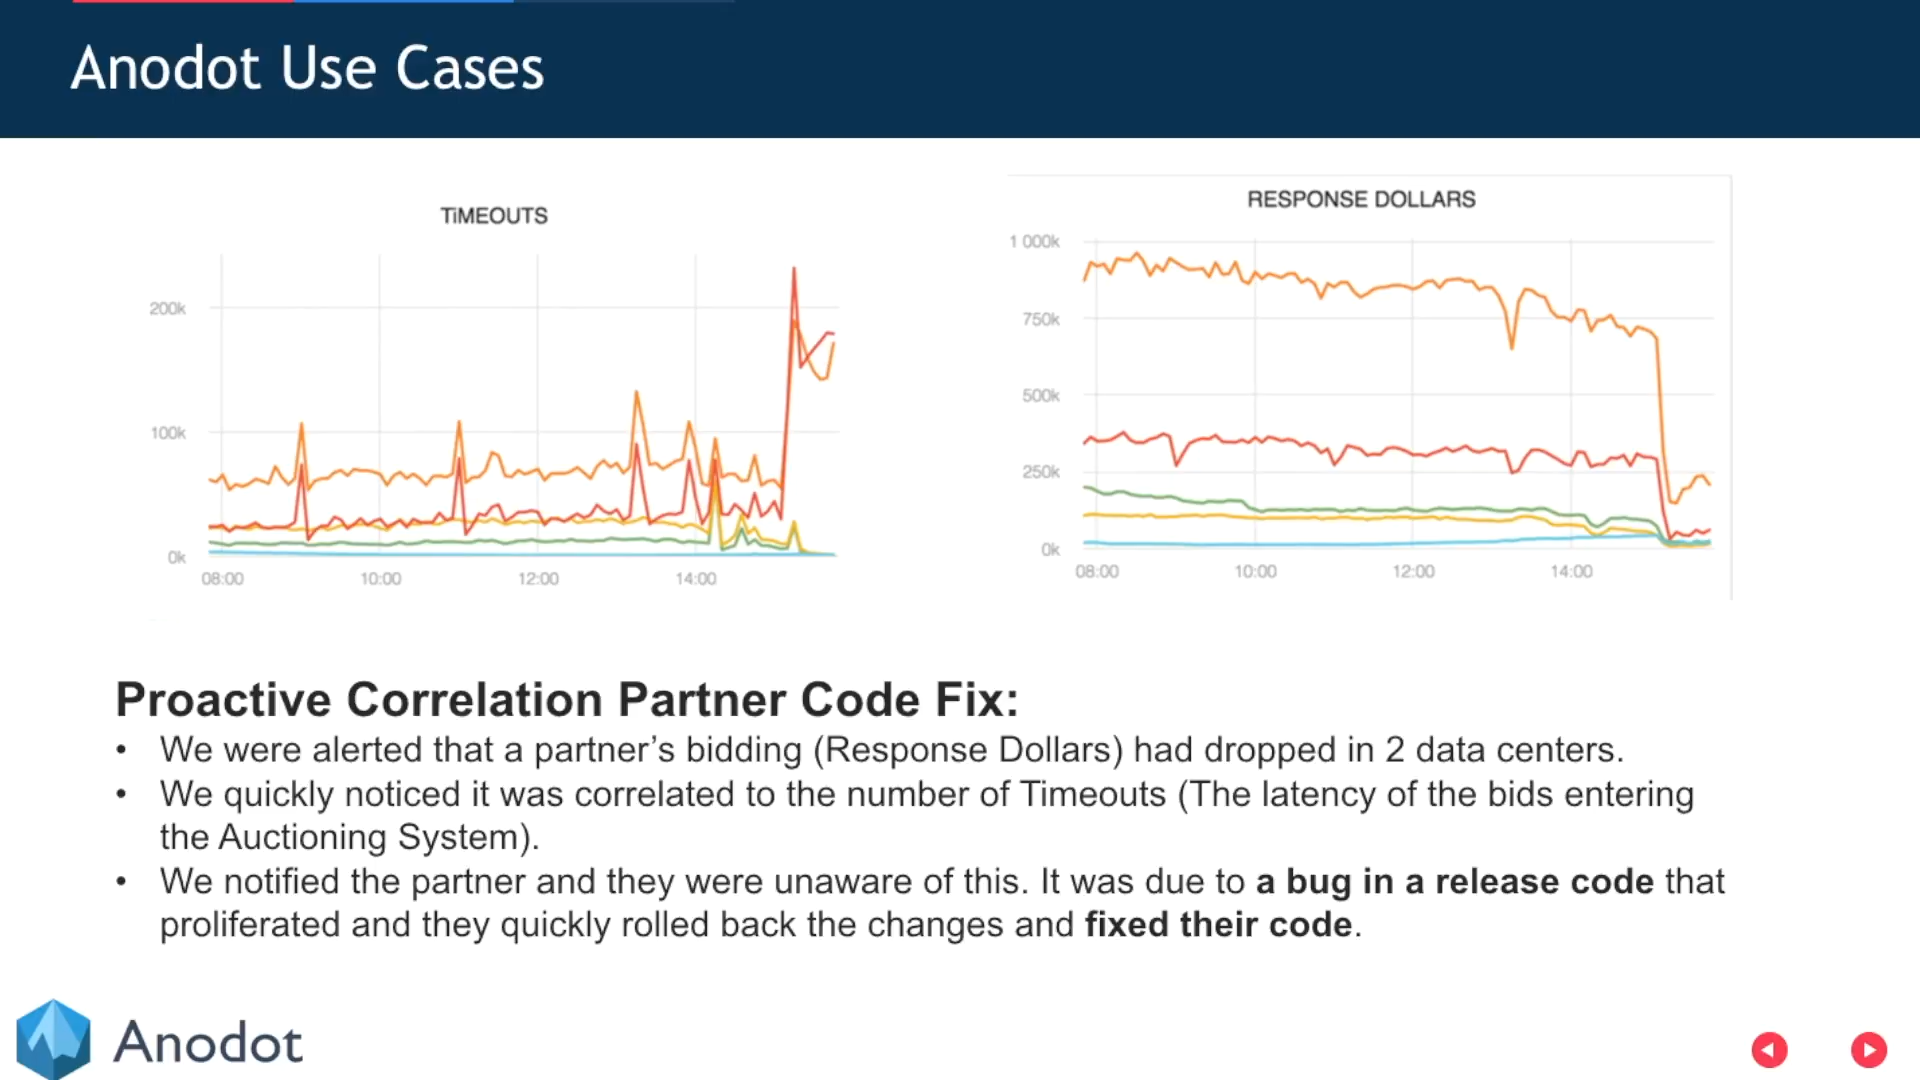 Anodot Use Cases
TiMEOUTS
200k
100k
0k
08:00 10:00 12:00 14:00
RESPONSE DOLLARS
1 000k
750k
500k
250k
0k
08:00 10:00 12:00 14:00
Proactive Correlation Partner Code Fix:
• We were alerted that a partner’s bidding (Response Dollars) had dropped in 2 data centers.
• We quickly noticed it was correlated to the number of Timeouts (The latency of the bids entering
the Auctioning System).
• We notified the partner and they were unaware of this. It was due to a bug in a release code that
proliferated and they quickly rolled back the changes and fixed their code.
Anodot